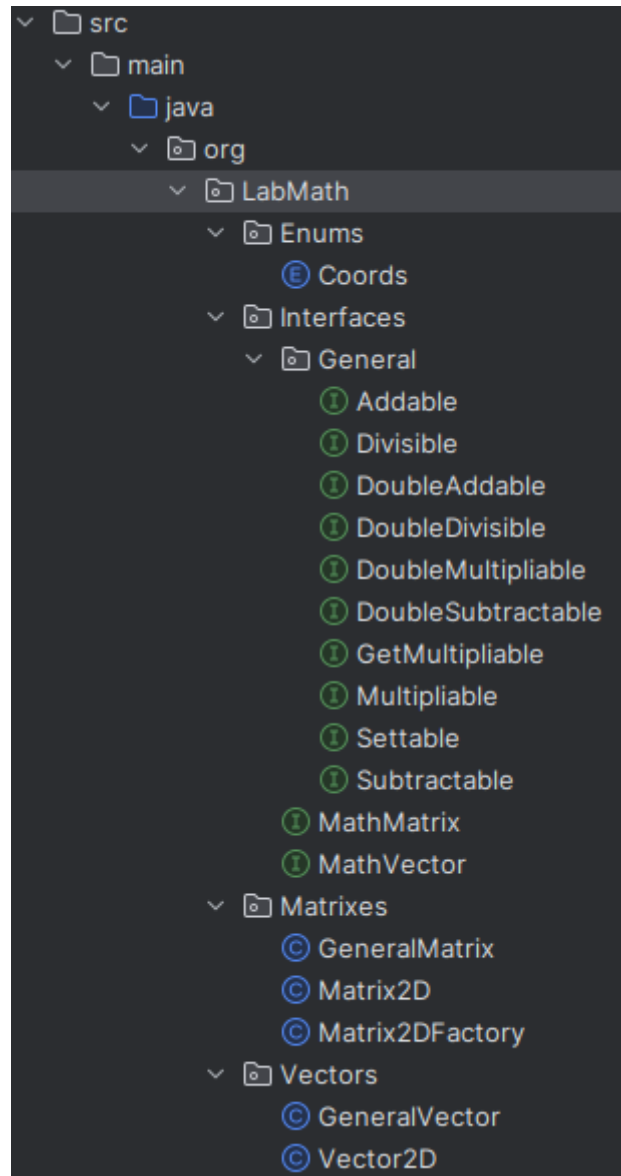 src
main
java
org
LabMath
Enums
E Coords
Interfaces
General
I Addable
I Divisible
I DoubleAddable
I DoubleDivisible
I DoubleMultipliable
I DoubleSubtractable
I GetMultipliable
I Multipliable
I Settable
I Subtractable
I MathMatrix
I MathVector
Matrixes
C GeneralMatrix
C Matrix2D
C Matrix2DFactory
Vectors
C GeneralVector
C Vector2D